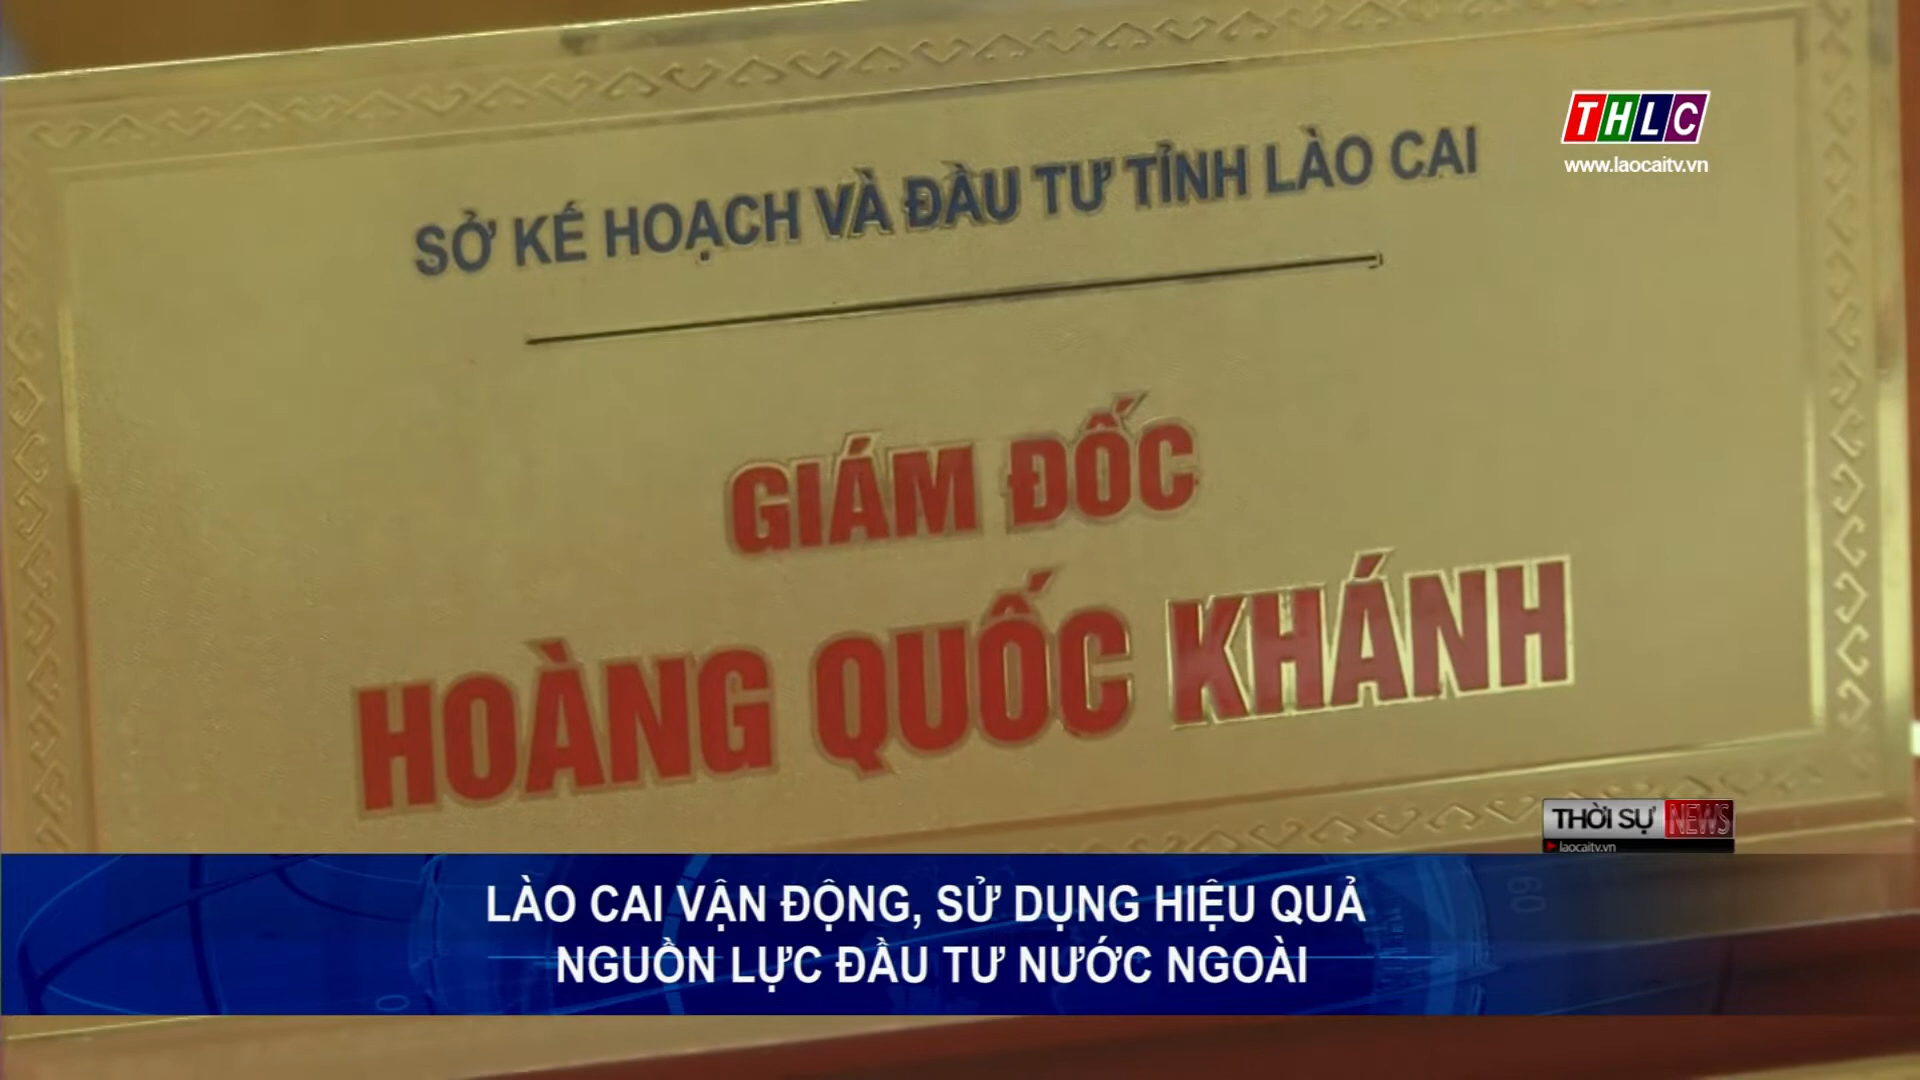 THLC
www.laocaitv.vn
SỞ KẾ HOẠCH VÀ ĐẦU TƯ TỈNH LÀO CAI
GIÁM ĐỐC
HOÀNG QUỐC KHÁNH
THỜI SỰ NEWS
laocaitv.vn
LÀO CAI VẬN ĐỘNG, SỬ DỤNG HIỆU QUẢ
NGUỒN LỰC ĐẦU TƯ NƯỚC NGOÀI